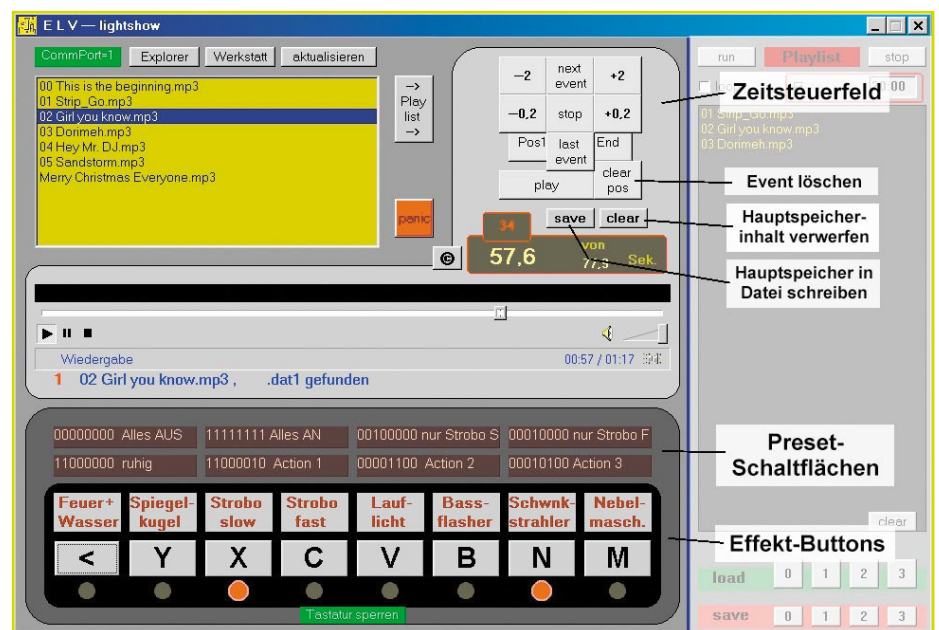 E L V — lightshow
CommPort=1 Explorer Werkstatt aktualisieren
00 This is the beginning.mp3
01 Strip_Go.mp3
02 Girl you know.mp3
03 Dorimeh.mp3
04 Hey Mr. DJ.mp3
05 Sandstorm.mp3
Merry Christmas Everyone.mp3
-->
Play
list
-->
panic
−2 next event +2
−0,2 stop +0,2
Pos1 last event End
play clear pos
save clear
34
57,6 von 77,3 Sek.
©
run Playlist stop
Zeitsteuerfeld
01 Strip_Go.mp3
02 Girl you know.mp3
03 Dorimeh.mp3
Event löschen
Hauptspeicher-
inhalt verwerfen
Hauptspeicher in
Datei schreiben
Wiedergabe 00:57 / 01:17
1 02 Girl you know.mp3 , .dat1 gefunden
00000000 Alles AUS 11111111 Alles AN 00100000 nur Strobo S 00010000 nur Strobo F
11000000 ruhig 11000010 Action 1 00001100 Action 2 00010100 Action 3
Preset-
Schaltflächen
Feuer+ Spiegel- Strobo Strobo Lauf- Bass- Schwnk- Nebel-
Wasser kugel slow fast licht flasher strahler masch.
< Y X C V B N M
Tastatur sperren
clear
Effekt-Buttons
load 0 1 2 3
save 0 1 2 3